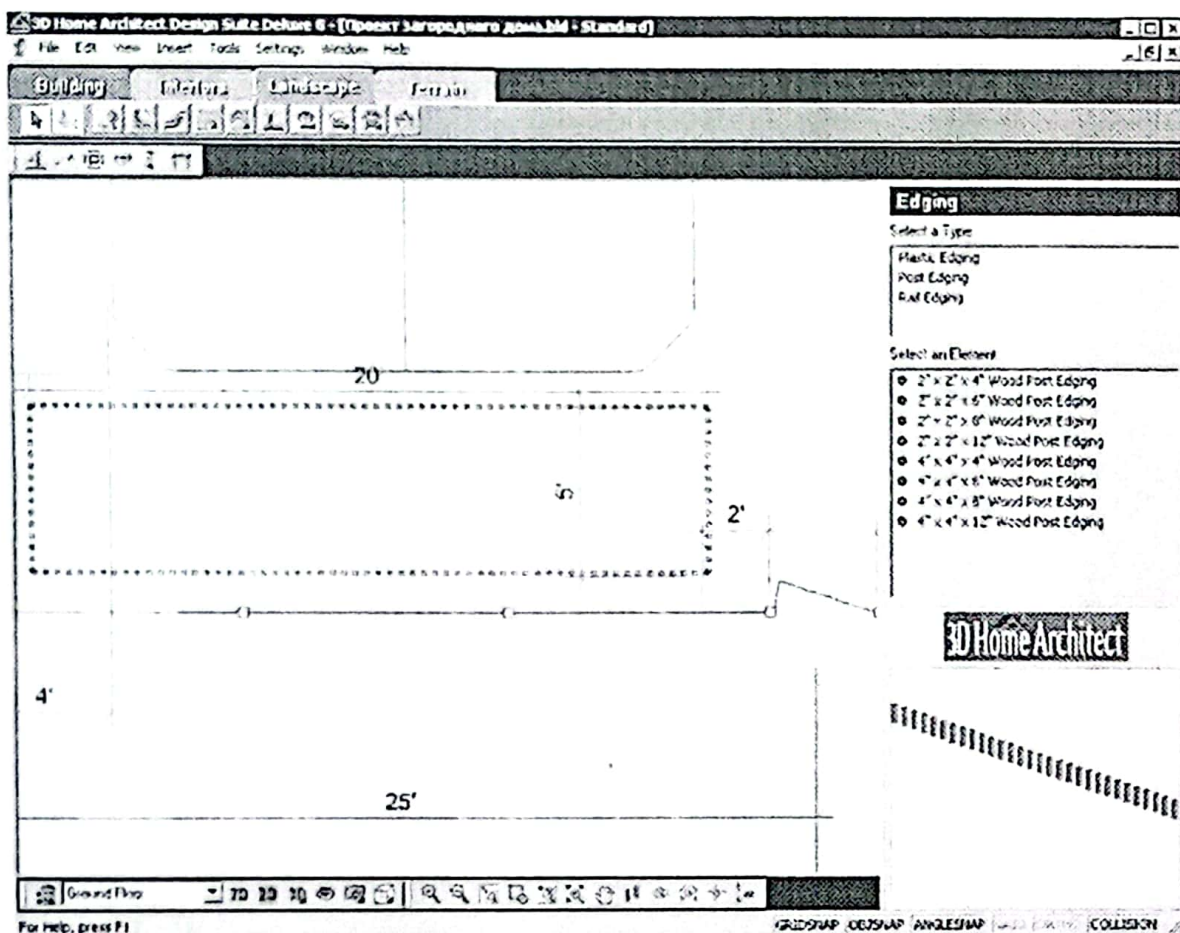 3D Home Architect Design Suite Deluxe 6 - [Проект загородного дома.bld - Standard]
File Edit View Insert Tools Settings Window Help
Building Interiors Landscape Terrain
Edging
Select a Type
Plastic Edging
Post Edging
Rail Edging
Select an Element
2" x 2" x 4" Wood Post Edging
2" x 2" x 6" Wood Post Edging
2" x 2" x 8" Wood Post Edging
2" x 2" x 12" Wood Post Edging
4" x 4" x 4" Wood Post Edging
4" x 4" x 6" Wood Post Edging
4" x 4" x 8" Wood Post Edging
4" x 4" x 12" Wood Post Edging
20
5'
2'
3D Home Architect
4'
25'
Ground Floor 2D 3D
For Help, press F1
GRIDSNAP OBJSNAP ANGLESNAP COLLISION